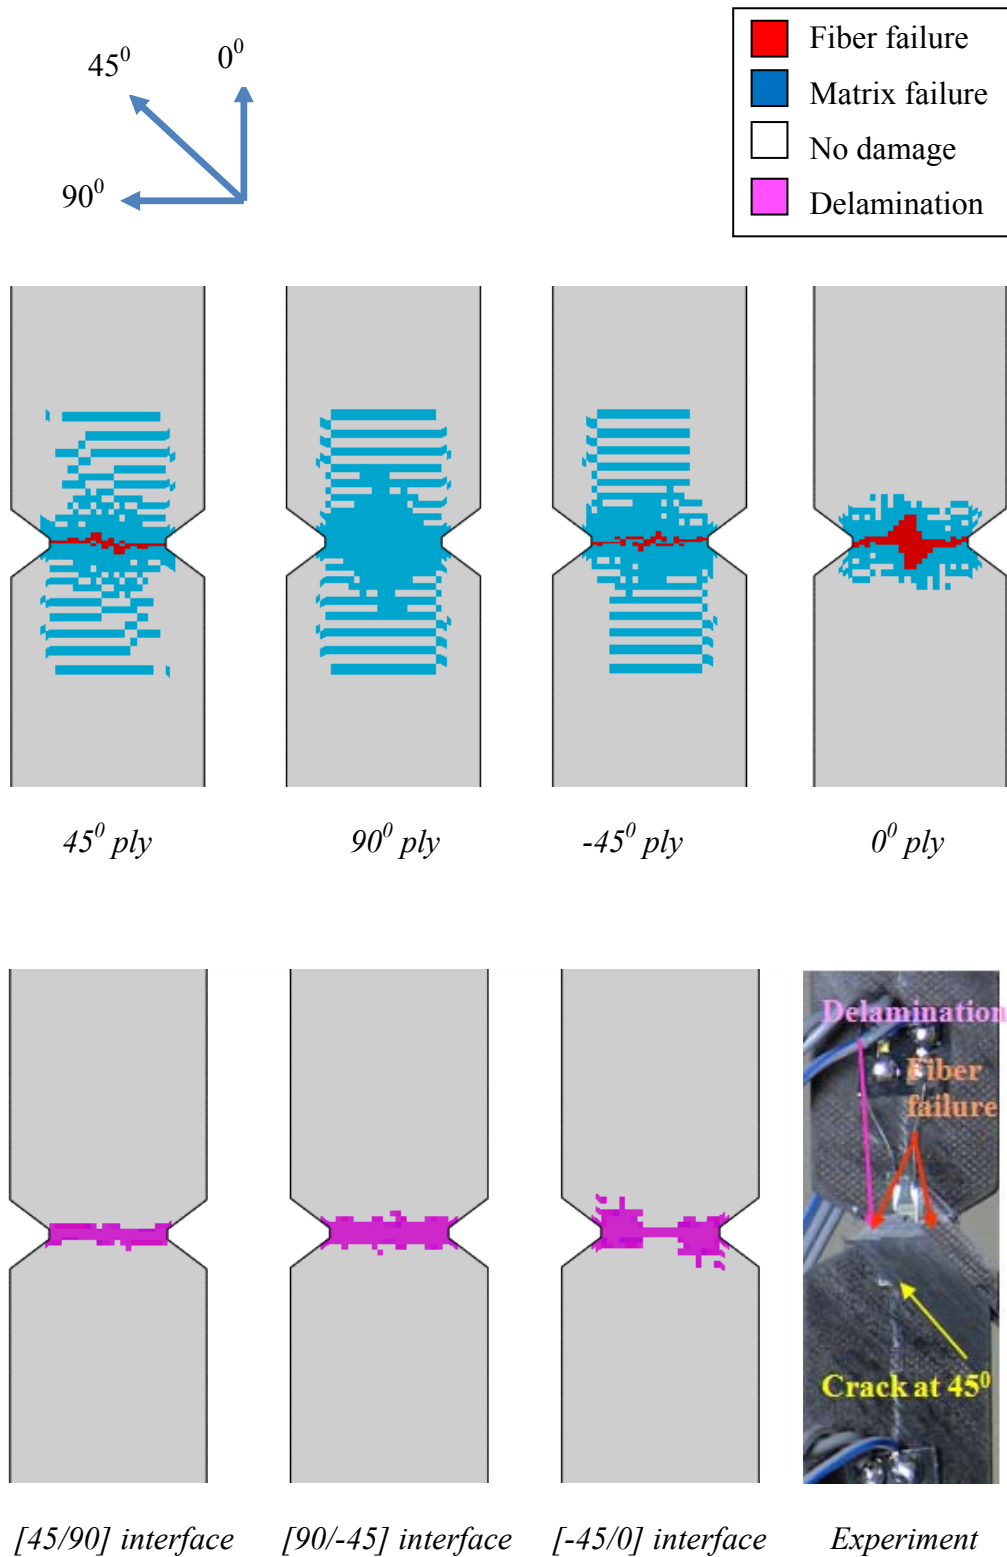 45⁰
0⁰
90⁰
Fiber failure
Matrix failure
No damage
Delamination
45⁰ ply
90⁰ ply
-45⁰ ply
0⁰ ply
Delamination
Fiber
failure
Crack at 45⁰
[45/90] interface
[90/-45] interface
[-45/0] interface
Experiment